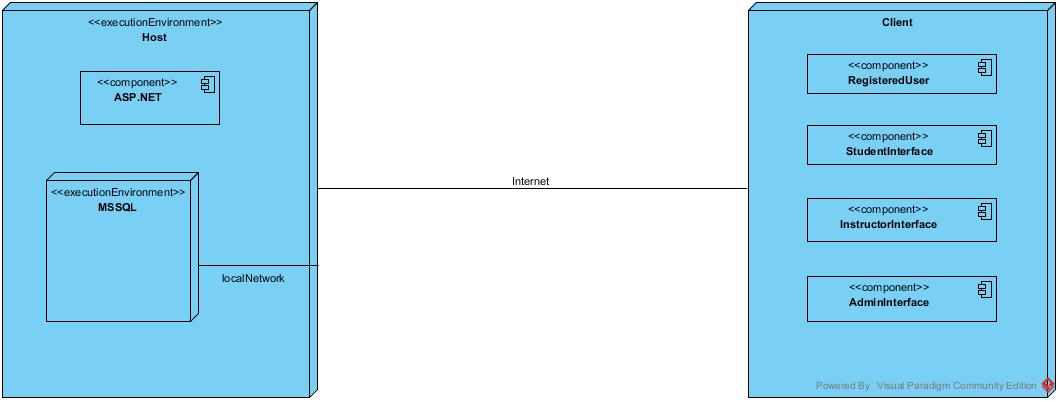 <<executionEnvironment>>
Host
<<component>>
ASP.NET
<<executionEnvironment>>
MSSQL
localNetwork
Internet
Client
<<component>>
RegisteredUser
<<component>>
StudentInterface
<<component>>
InstructorInterface
<<component>>
AdminInterface
Powered By Visual Paradigm Community Edition